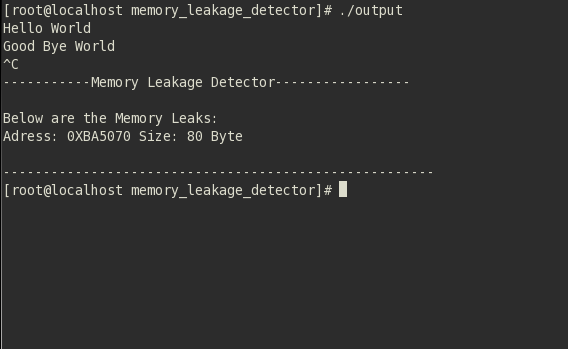 [root@localhost memory_leakage_detector]# ./output
Hello World
Good Bye World
^C
-----------Memory Leakage Detector-----------------
Below are the Memory Leaks:
Adress: 0XBA5070 Size: 80 Byte
------------------------------------------------------
[root@localhost memory_leakage_detector]#